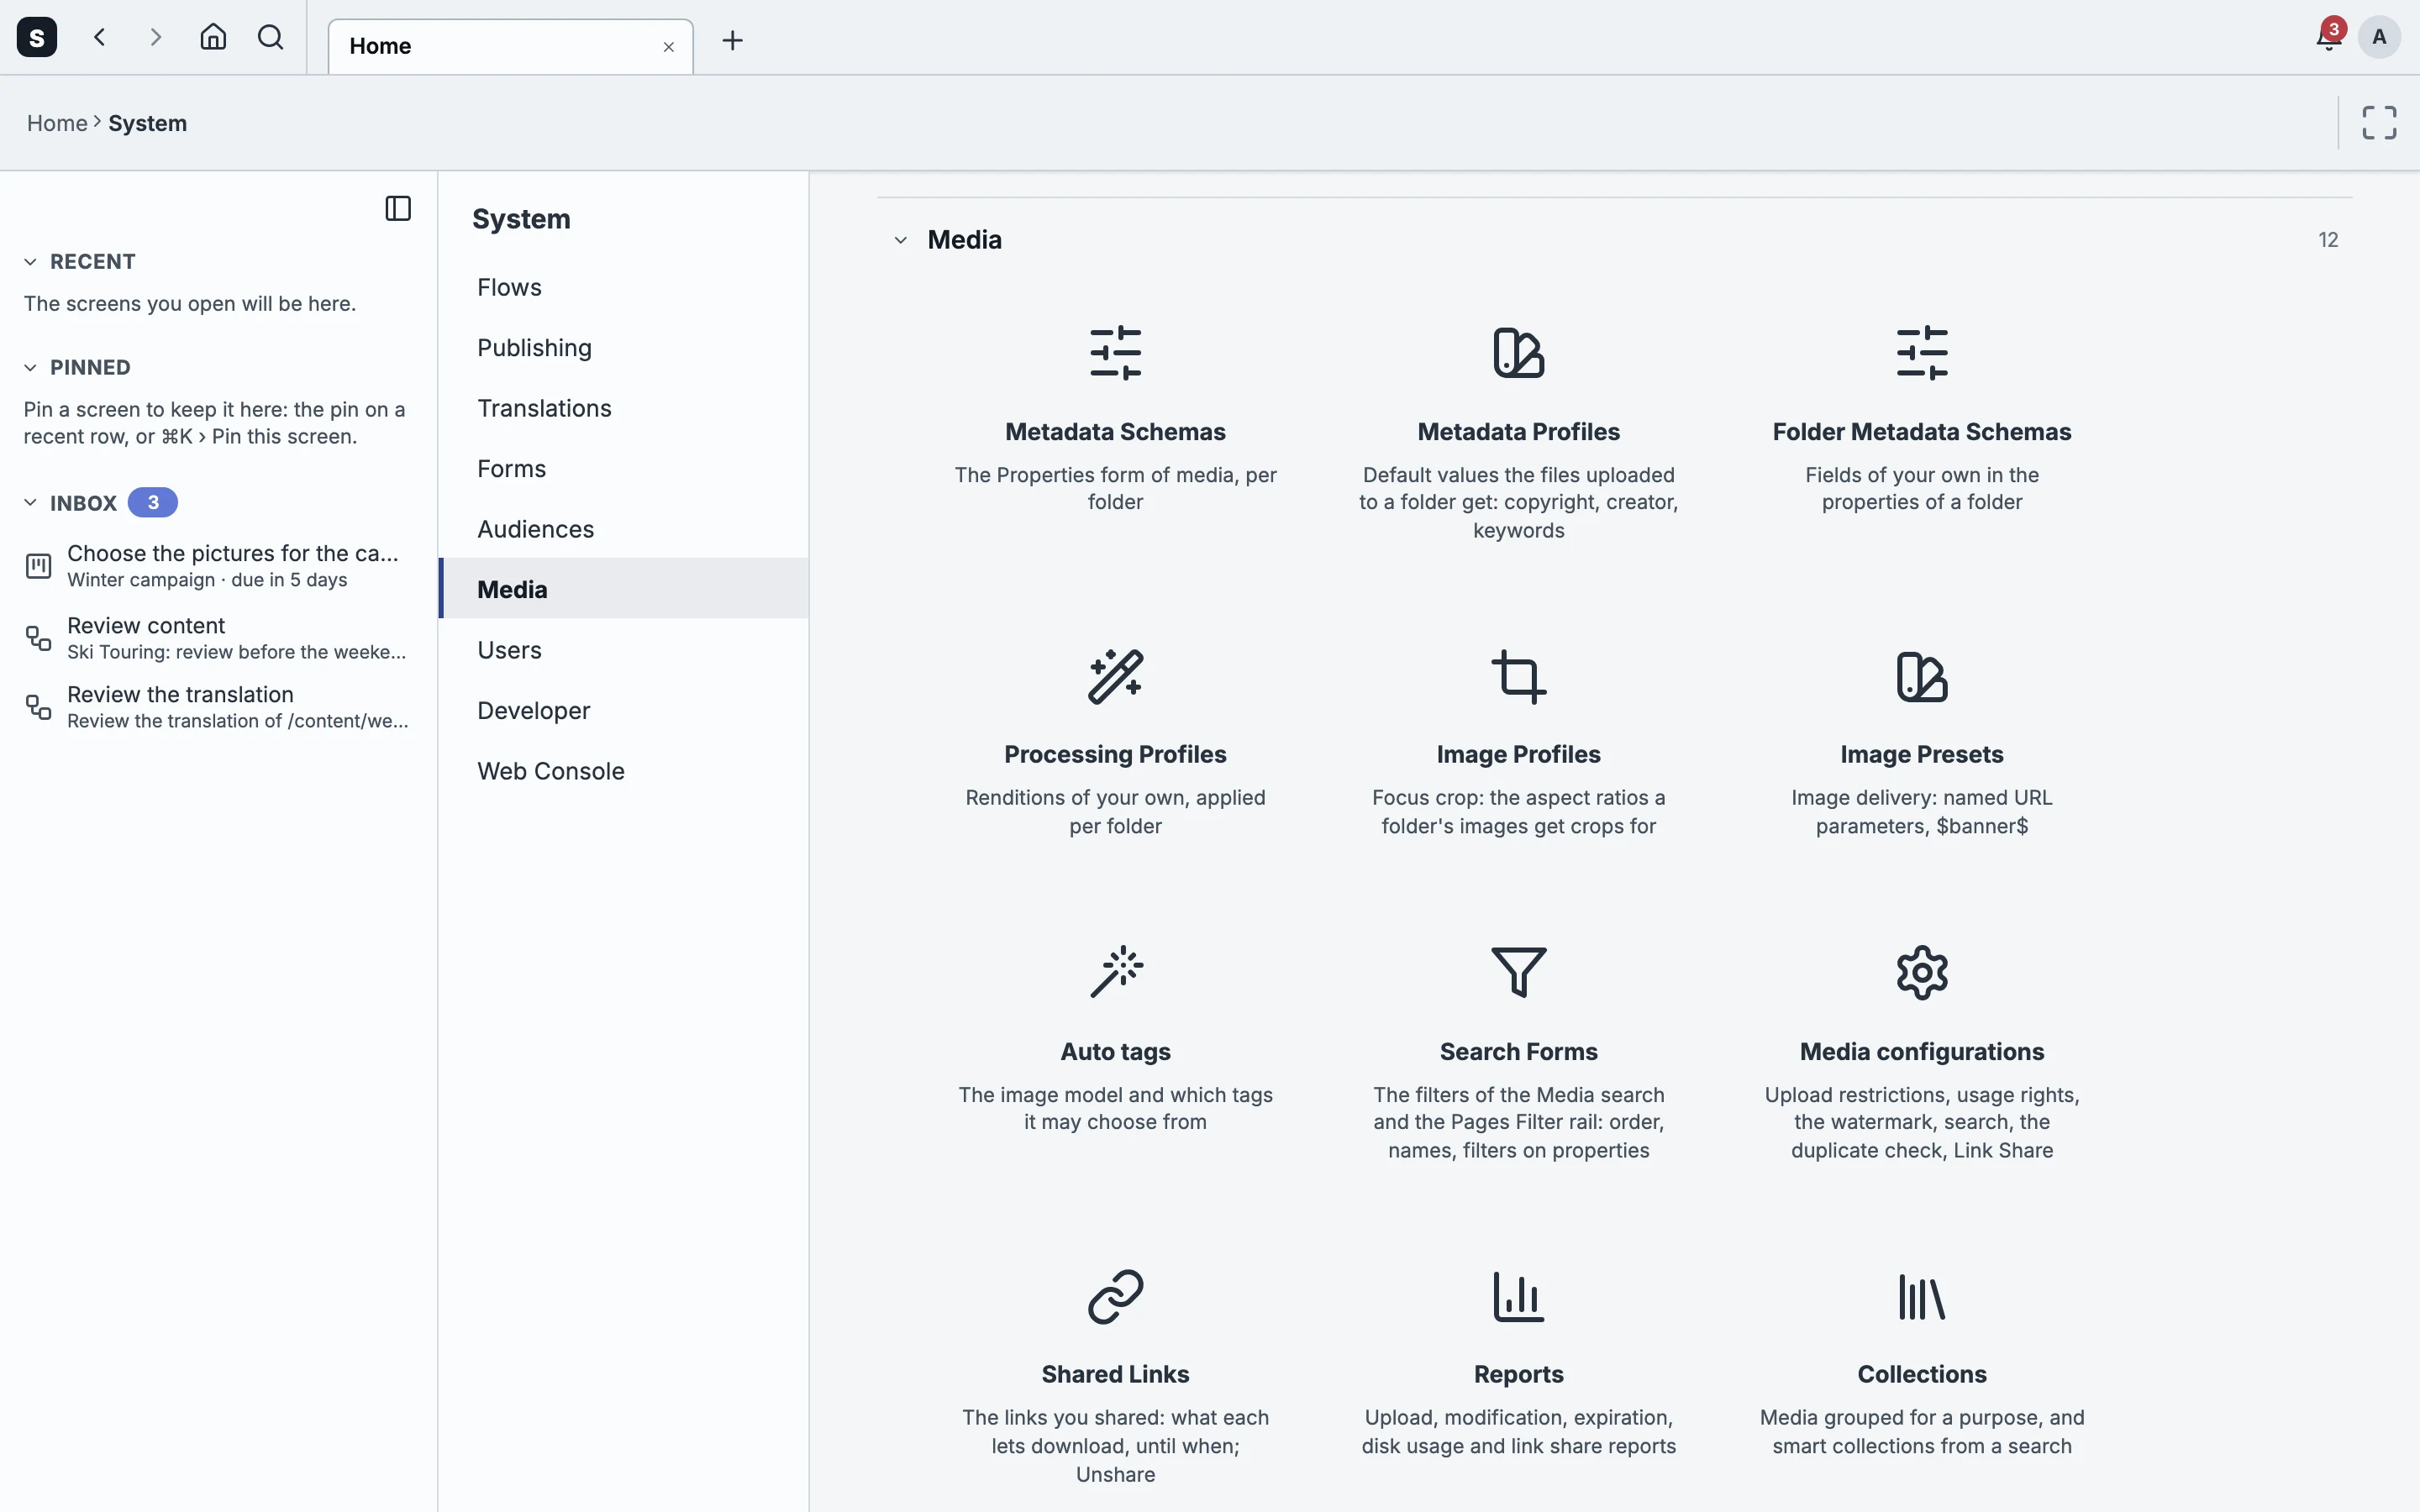 S
Home
3
A
Home > System
RECENT
The screens you open will be here.
PINNED
Pin a screen to keep it here: the pin on a
recent row, or ⌘K › Pin this screen.
INBOX 3
Choose the pictures for the ca...
Winter campaign · due in 5 days
Review content
Ski Touring: review before the weeke...
Review the translation
Review the translation of /content/we...
System
Flows
Publishing
Translations
Forms
Audiences
Media
Users
Developer
Web Console
Media
12
Metadata Schemas
The Properties form of media, per
folder
Metadata Profiles
Default values the files uploaded
to a folder get: copyright, creator,
keywords
Folder Metadata Schemas
Fields of your own in the
properties of a folder
Processing Profiles
Renditions of your own, applied
per folder
Image Profiles
Focus crop: the aspect ratios a
folder's images get crops for
Image Presets
Image delivery: named URL
parameters, $banner$
Auto tags
The image model and which tags
it may choose from
Search Forms
The filters of the Media search
and the Pages Filter rail: order,
names, filters on properties
Media configurations
Upload restrictions, usage rights,
the watermark, search, the
duplicate check, Link Share
Shared Links
The links you shared: what each
lets download, until when;
Unshare
Reports
Upload, modification, expiration,
disk usage and link share reports
Collections
Media grouped for a purpose, and
smart collections from a search